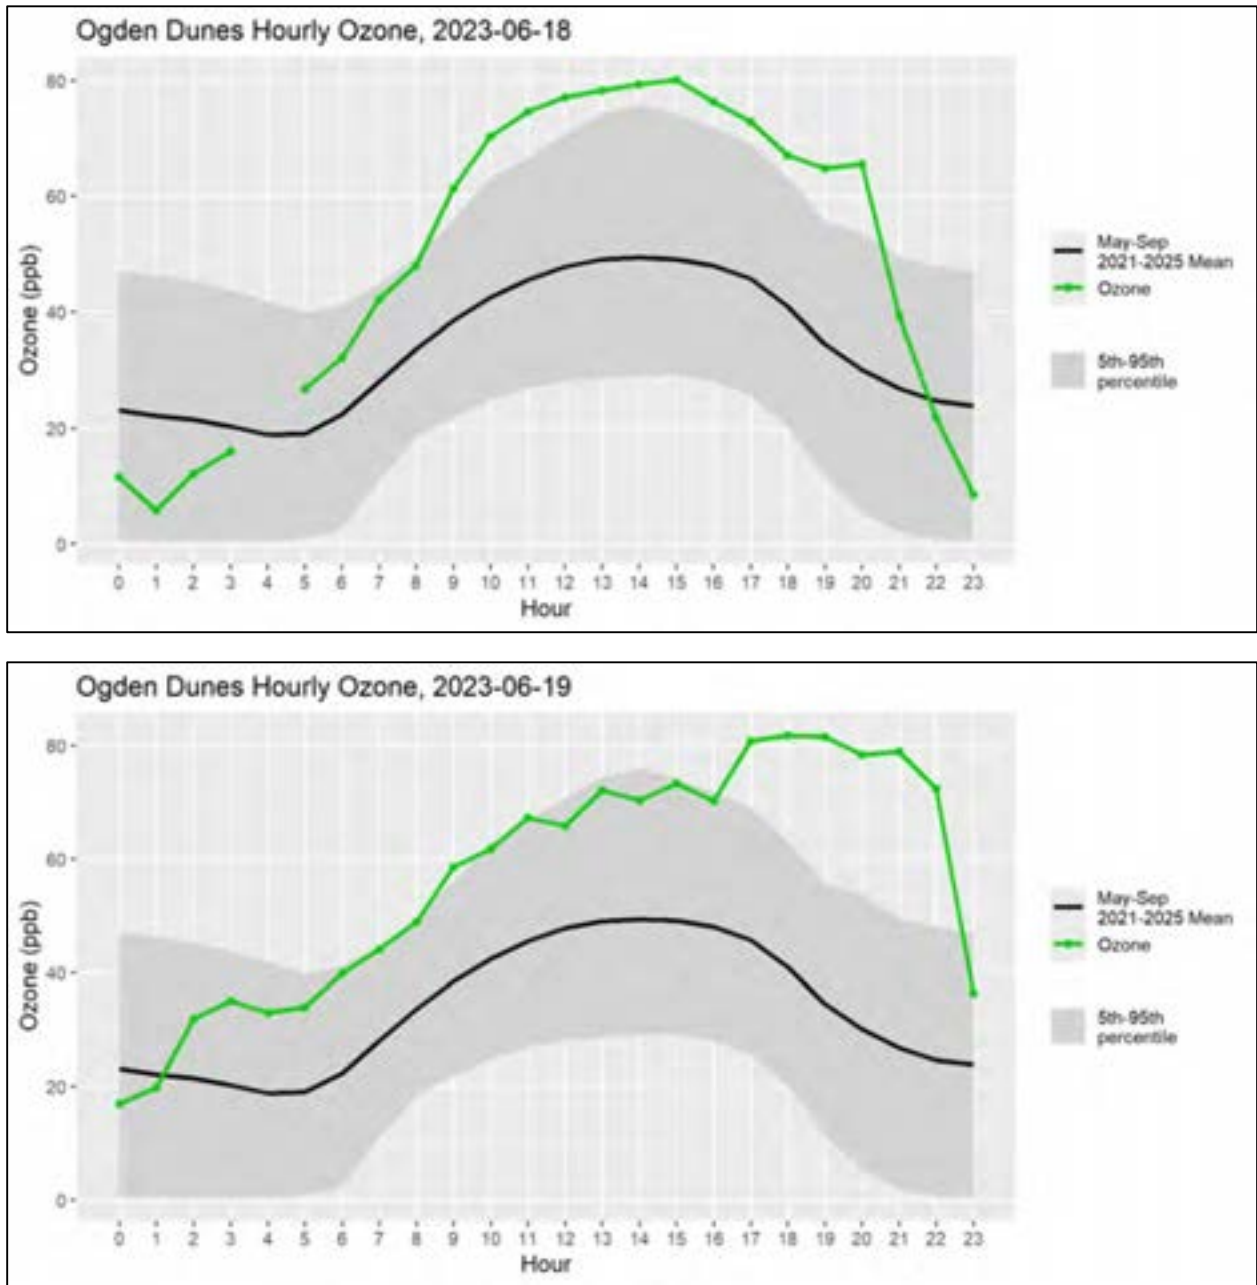 Ogden Dunes Hourly Ozone, 2023-06-18
Ozone (ppb)
80
60
40
20
0
0 1 2 3 4 5 6 7 8 9 10 11 12 13 14 15 16 17 18 19 20 21 22 23
Hour
May-Sep
2021-2025 Mean
Ozone
5th-95th
percentile
Ogden Dunes Hourly Ozone, 2023-06-19
Ozone (ppb)
80
60
40
20
0
0 1 2 3 4 5 6 7 8 9 10 11 12 13 14 15 16 17 18 19 20 21 22 23
Hour
May-Sep
2021-2025 Mean
Ozone
5th-95th
percentile